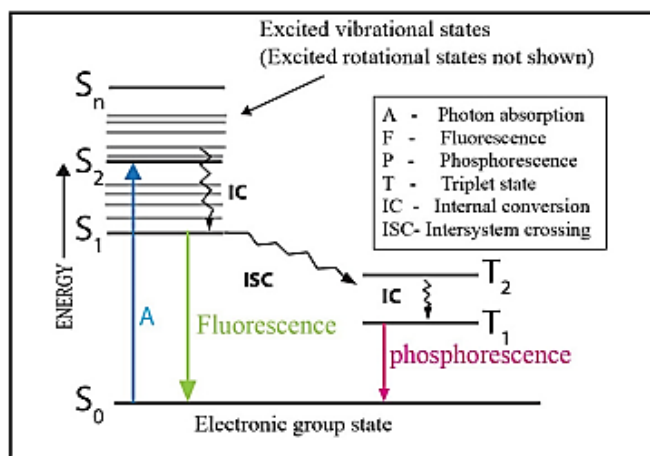 Excited vibrational states
(Excited rotational states not shown)
Sn
A - Photon absorption
F - Fluorescence
P - Phosphorescence
T - Triplet state
IC - Internal conversion
ISC- Intersystem crossing
S2
IC
S1
ENERGY
ISC
T2
IC
A
Fluorescence
T1
phosphorescence
S0
Electronic group state